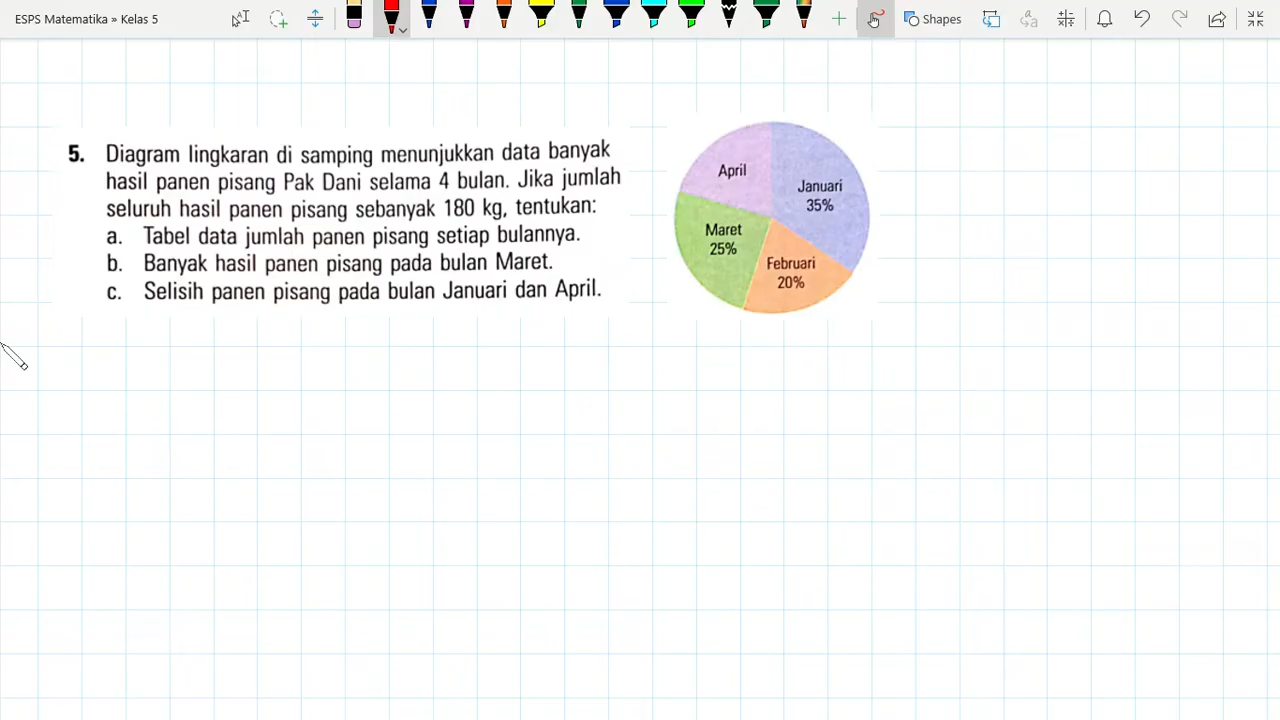 ESPS Matematika » Kelas 5
Shapes
5. Diagram lingkaran di samping menunjukkan data banyak
hasil panen pisang Pak Dani selama 4 bulan. Jika jumlah
seluruh hasil panen pisang sebanyak 180 kg, tentukan:
a. Tabel data jumlah panen pisang setiap bulannya.
b. Banyak hasil panen pisang pada bulan Maret.
c. Selisih panen pisang pada bulan Januari dan April.
April
Januari
35%
Maret
25%
Februari
20%